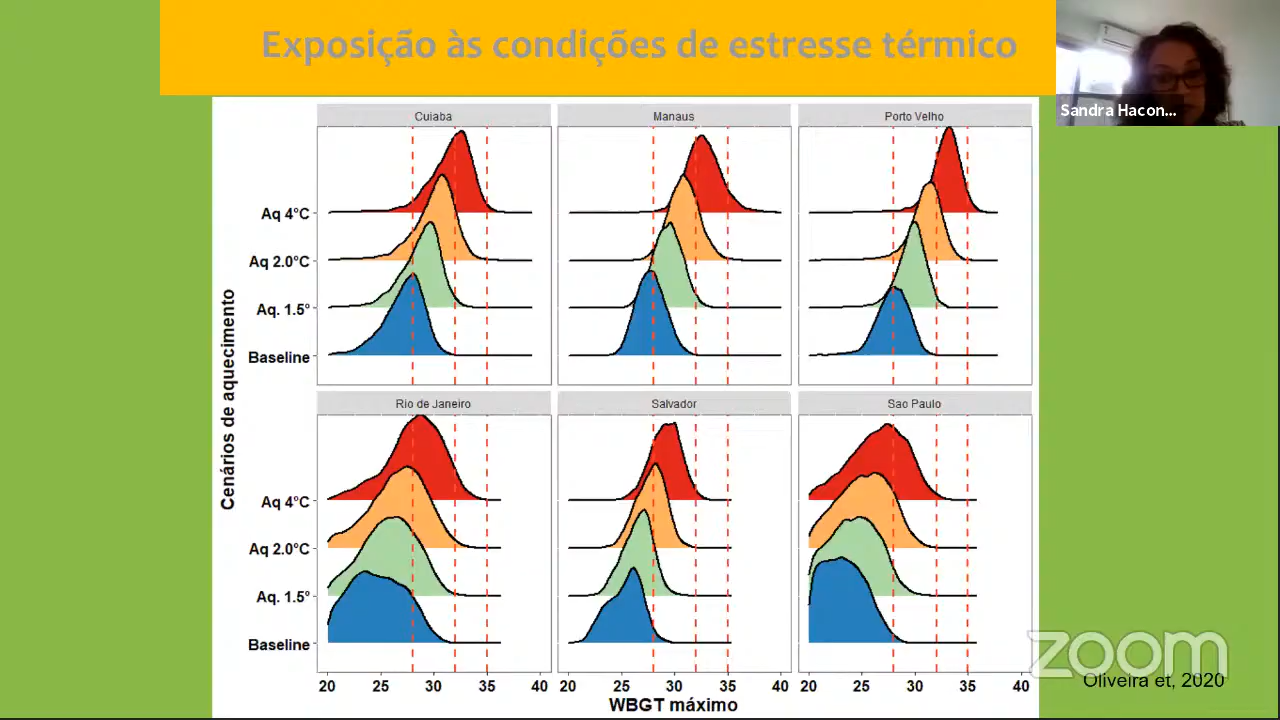 Exposição às condições de estresse térmico
Sandra Hacon...
Cuiaba
Manaus
Porto Velho
Aq 4°C
Aq 2.0°C
Aq. 1.5°
Baseline
Cenários de aquecimento
Rio de Janeiro
Salvador
Sao Paulo
Aq 4°C
Aq 2.0°C
Aq. 1.5°
Baseline
20 25 30 35 40 20 25 30 35 40 20 25 30 35 40
WBGT máximo
zoom
Oliveira et, 2020